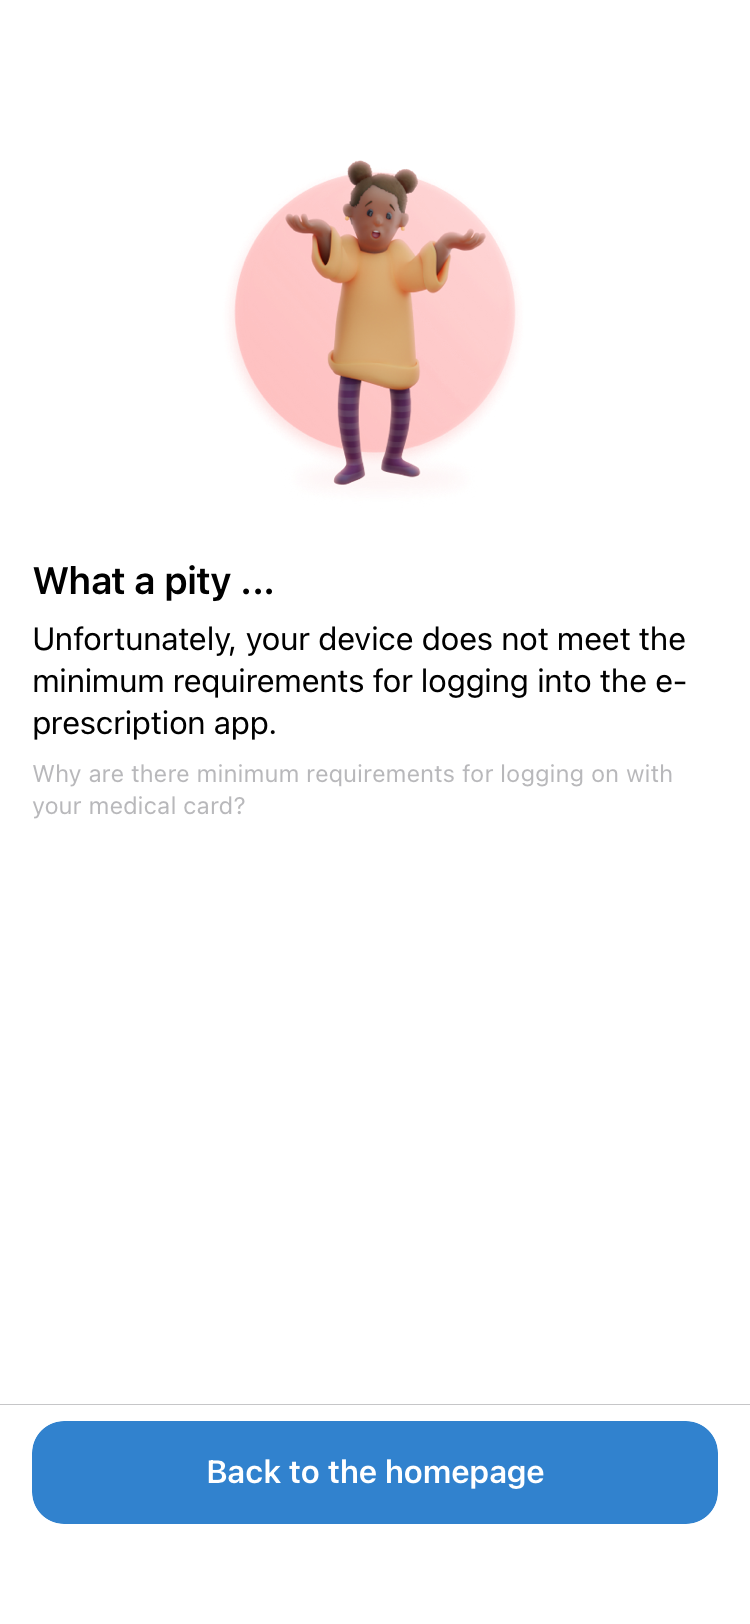 What a pity ...
Unfortunately, your device does not meet the
minimum requirements for logging into the e-
prescription app.
Why are there minimum requirements for logging on with
your medical card?
Back to the homepage